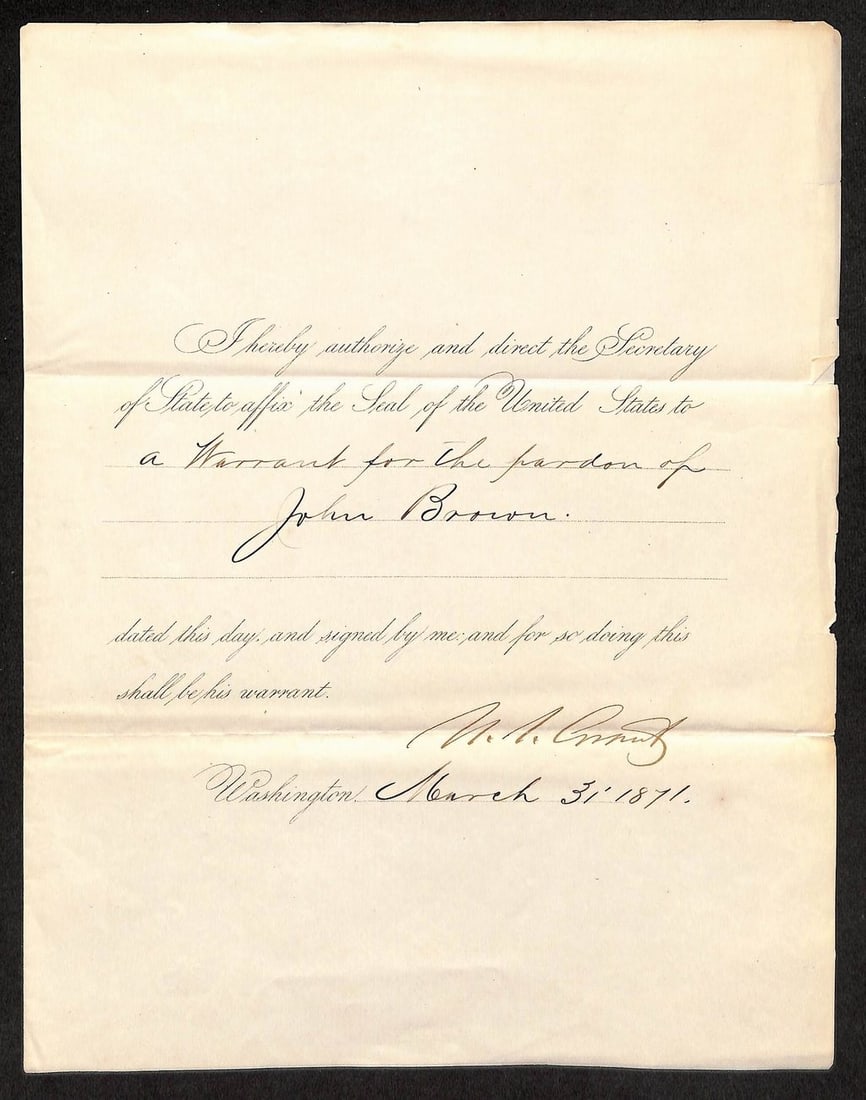 I hereby authorize and direct the Secretary
of State to affix the Seal of the United States to
a Warrant for the pardon of
John Brown.
dated this day, and signed by me: and for so doing this
shall be his warrant.
U. S. Grant
Washington, March 31' 1871.